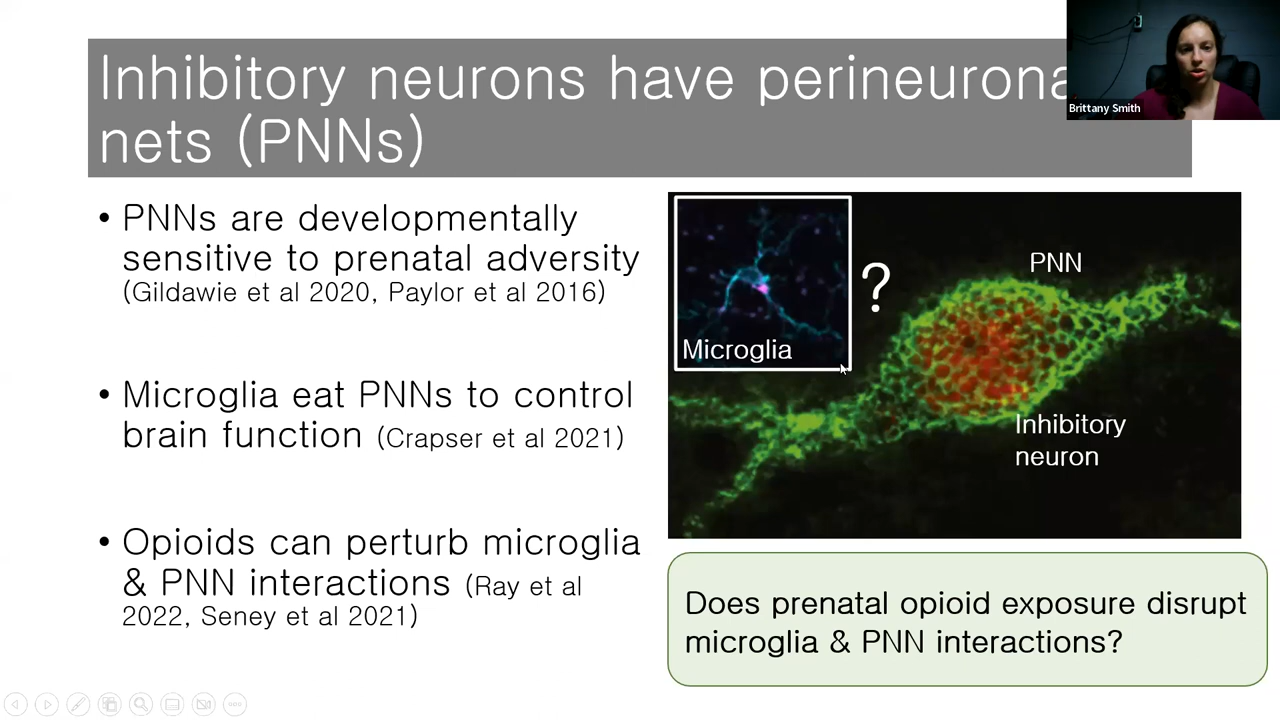 Inhibitory neurons have perineurona
nets (PNNs)
Brittany Smith
• PNNs are developmentally
sensitive to prenatal adversity
(Gildawie et al 2020, Paylor et al 2016)
• Microglia eat PNNs to control
brain function (Crapser et al 2021)
• Opioids can perturb microglia
& PNN interactions (Ray et al
2022, Seney et al 2021)
Microglia
?
PNN
Inhibitory
neuron
Does prenatal opioid exposure disrupt
microglia & PNN interactions?